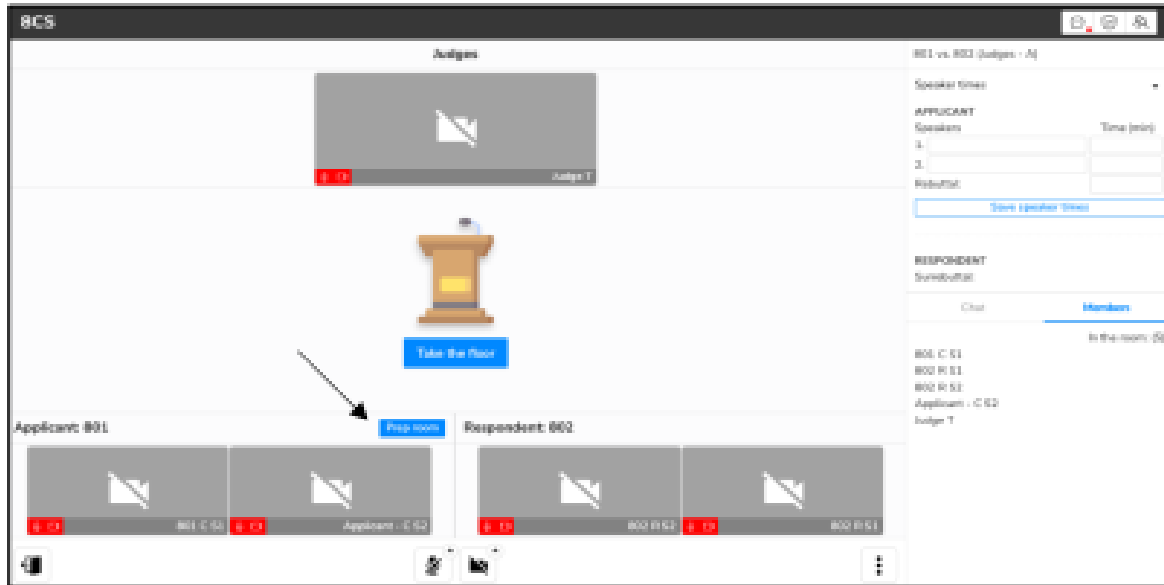 8CS
Judges
Judge T
Take the floor
Applicant: 801
Prep room
Respondent: 802
801 C S1
Applicant - C S2
802 R S2
802 R S1
801 vs. 802 (Judges - A)
Speaker times
APPLICANT
Speakers
Time (min)
1.
2.
Rebuttal:
Save speaker times
RESPONDENT
Surrebuttal:
Chat
Members
In the room: (5)
801 C S1
802 R S1
802 R S2
Applicant - C S2
Judge T